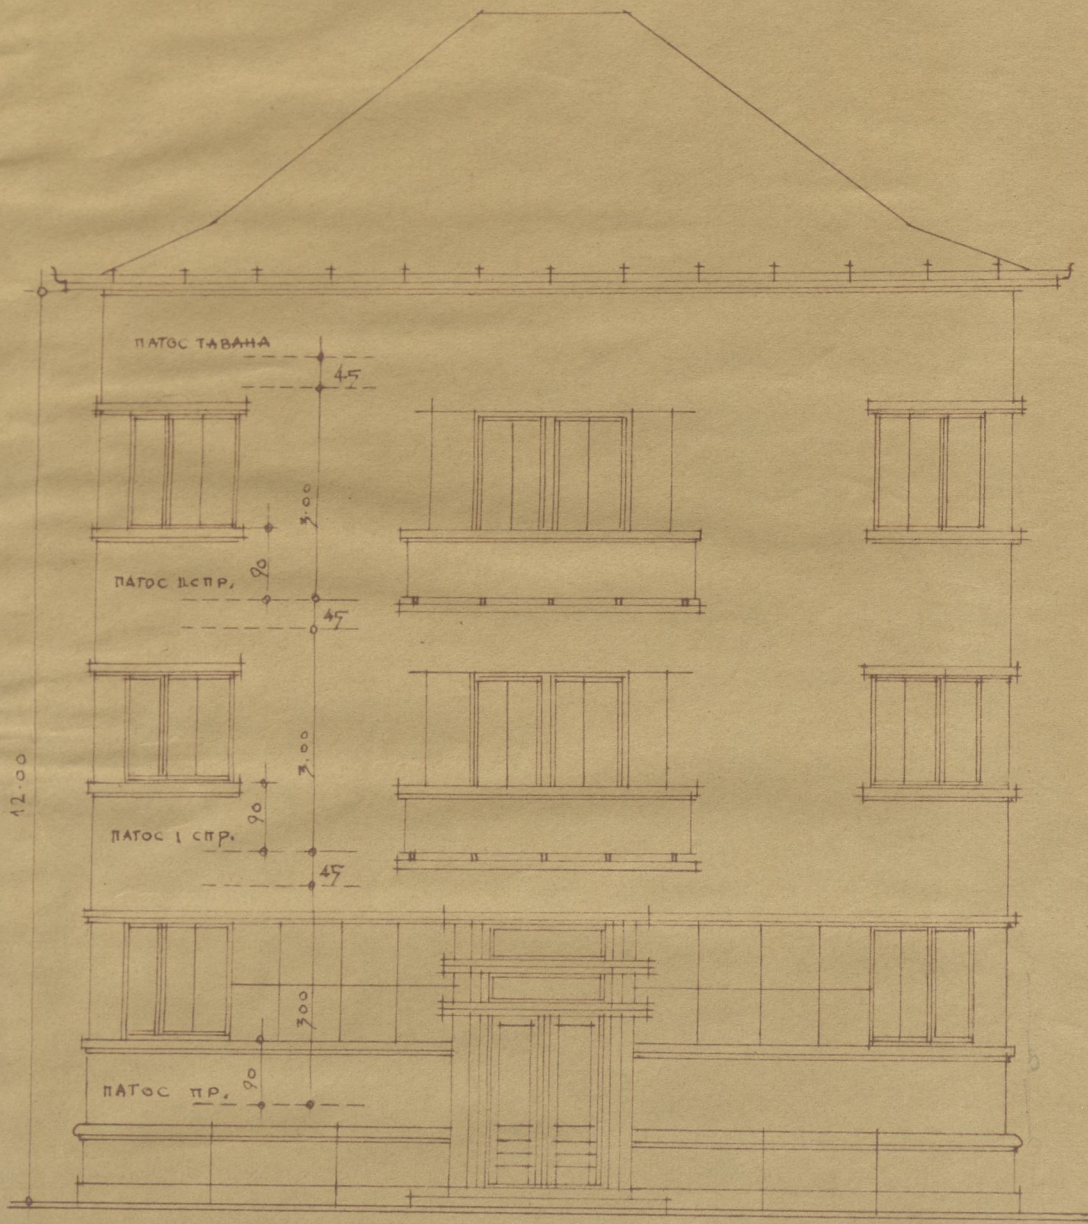 ПАТОС ТАВАНА
45
3.00
90
ПАТОС II СПР.
45
12.00
3.00
90
ПАТОС I СПР.
45
300
90
ПАТОС ПР.